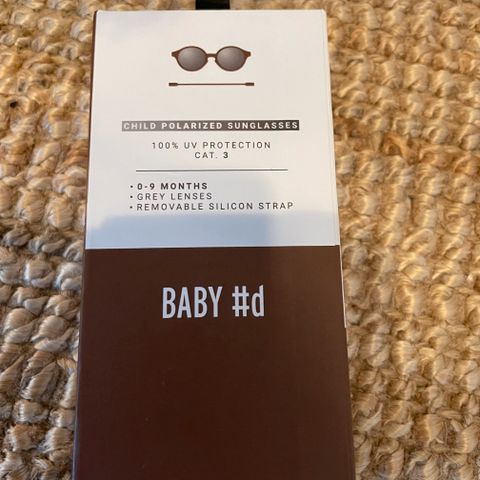 CHILD POLARIZED SUNGLASSES
100% UV PROTECTION
CAT. 3
• 0-9 MONTHS
• GREY LENSES
• REMOVABLE SILICON STRAP
BABY #d